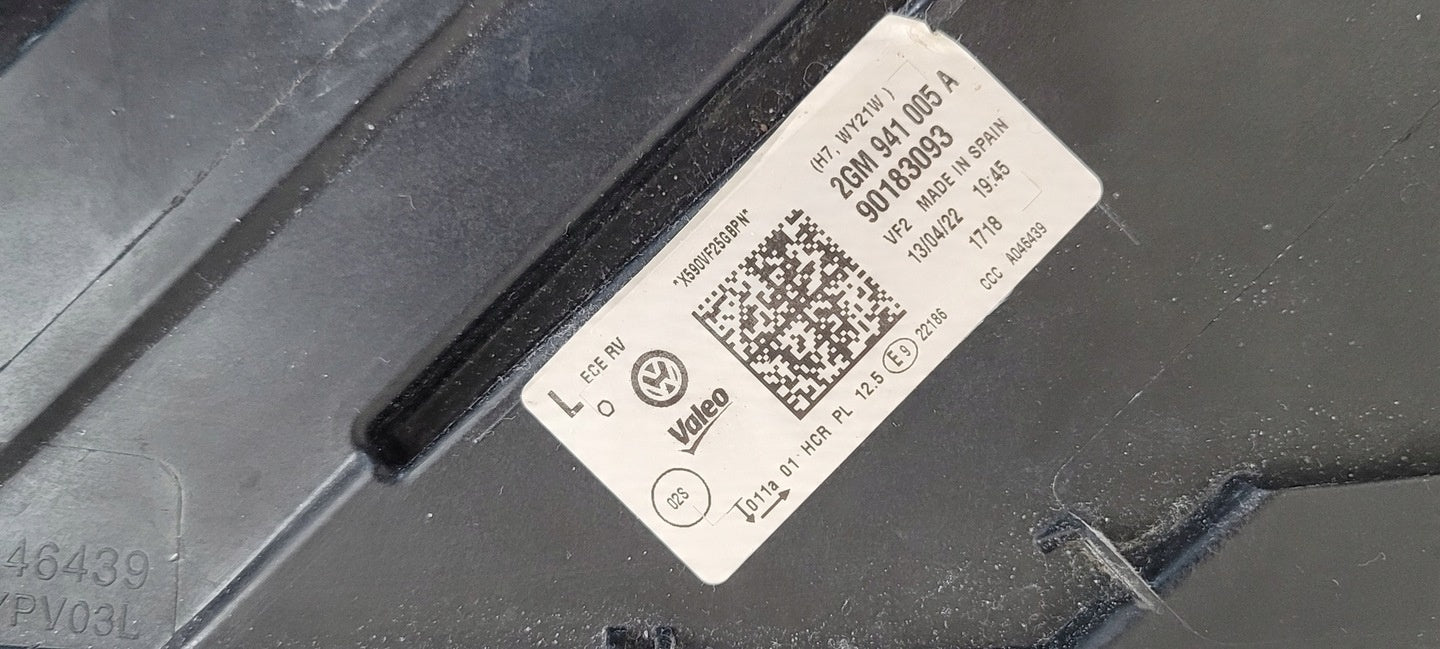 (H7, WY21W )
2GM 941 005 A
90183093
VF2 MADE IN SPAIN
13/04/22 19:45
1718
CCC A046439
*X590VF25GBPN*
L
ECE RV
Valeo
02S
011a 01 HCR PL 12.5 E9 22186
46439
YPV03L